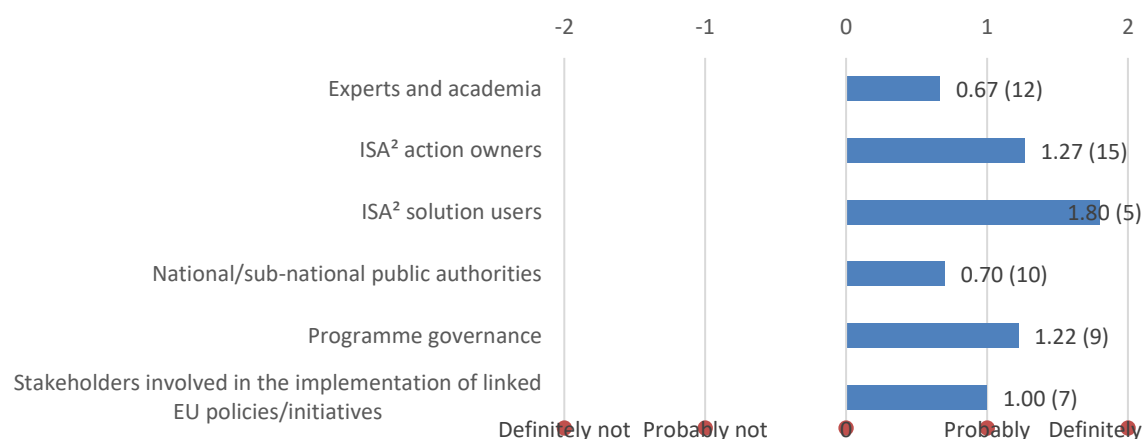 -2 -1 0 1 2
Experts and academia 0.67 (12)
ISA² action owners 1.27 (15)
ISA² solution users 1.80 (5)
National/sub-national public authorities 0.70 (10)
Programme governance 1.22 (9)
Stakeholders involved in the implementation of linked
EU policies/initiatives 1.00 (7)
Definitely not Probably not 0 Probably Definitely